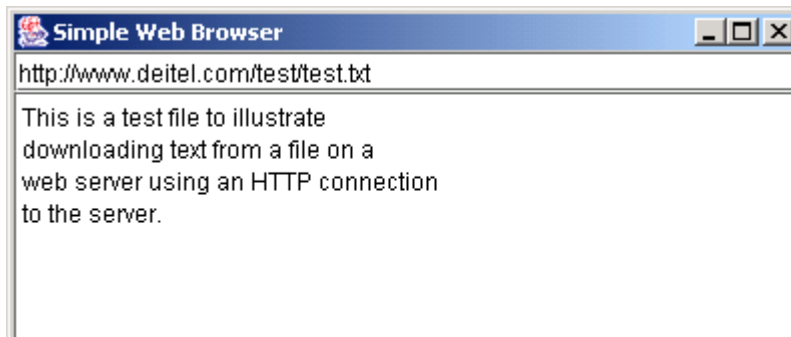 Simple Web Browser
http://www.deitel.com/test/test.txt
This is a test file to illustrate
downloading text from a file on a
web server using an HTTP connection
to the server.